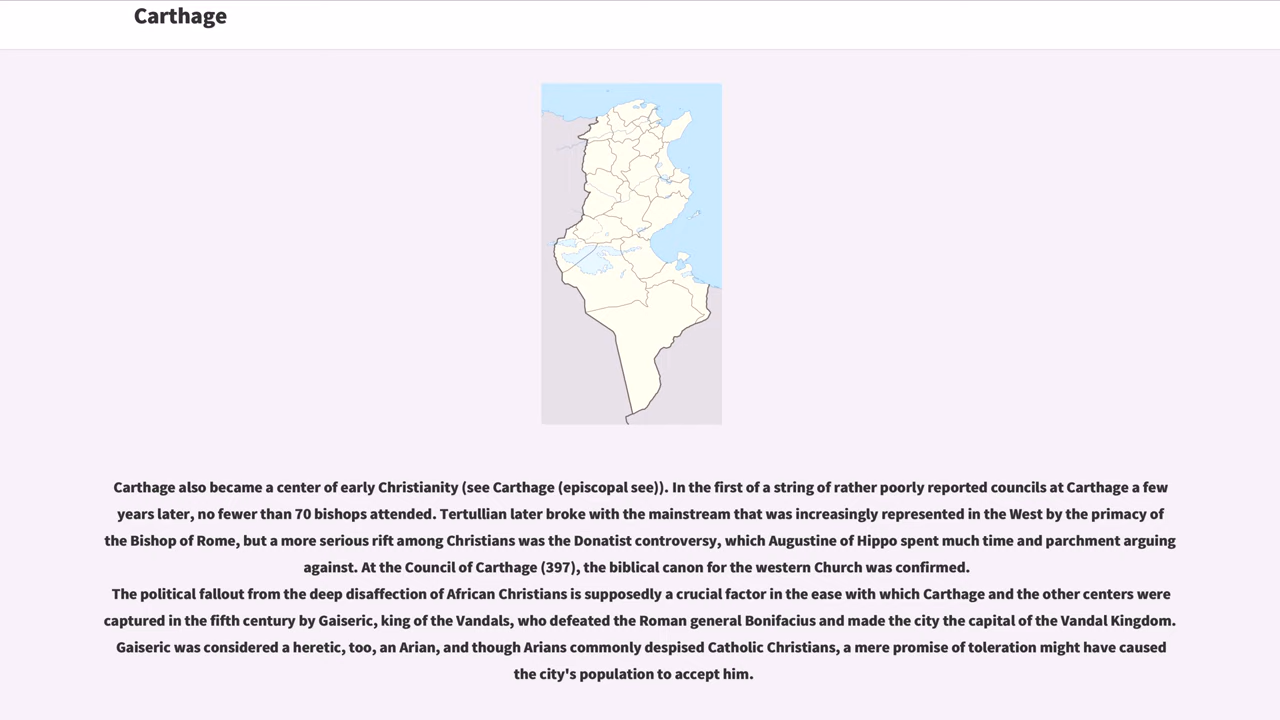 Carthage
Carthage also became a center of early Christianity (see Carthage (episcopal see)). In the first of a string of rather poorly reported councils at Carthage a few
years later, no fewer than 70 bishops attended. Tertullian later broke with the mainstream that was increasingly represented in the West by the primacy of
the Bishop of Rome, but a more serious rift among Christians was the Donatist controversy, which Augustine of Hippo spent much time and parchment arguing
against. At the Council of Carthage (397), the biblical canon for the western Church was confirmed.
The political fallout from the deep disaffection of African Christians is supposedly a crucial factor in the ease with which Carthage and the other centers were
captured in the fifth century by Gaiseric, king of the Vandals, who defeated the Roman general Bonifacius and made the city the capital of the Vandal Kingdom.
Gaiseric was considered a heretic, too, an Arian, and though Arians commonly despised Catholic Christians, a mere promise of toleration might have caused
the city's population to accept him.